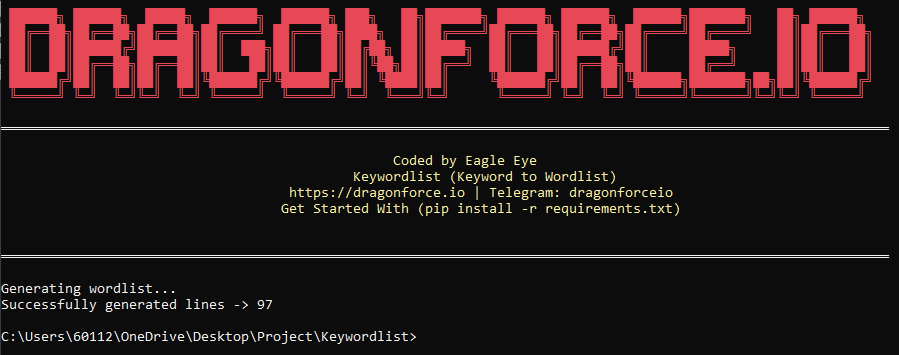 DRAGONFORCE.IO
Coded by Eagle Eye
Keywordlist (Keyword to Wordlist)
https://dragonforce.io | Telegram: dragonforceio
Get Started With (pip install -r requirements.txt)
Generating wordlist...
Successfully generated lines -> 97
C:\Users\60112\OneDrive\Desktop\Project\Keywordlist>